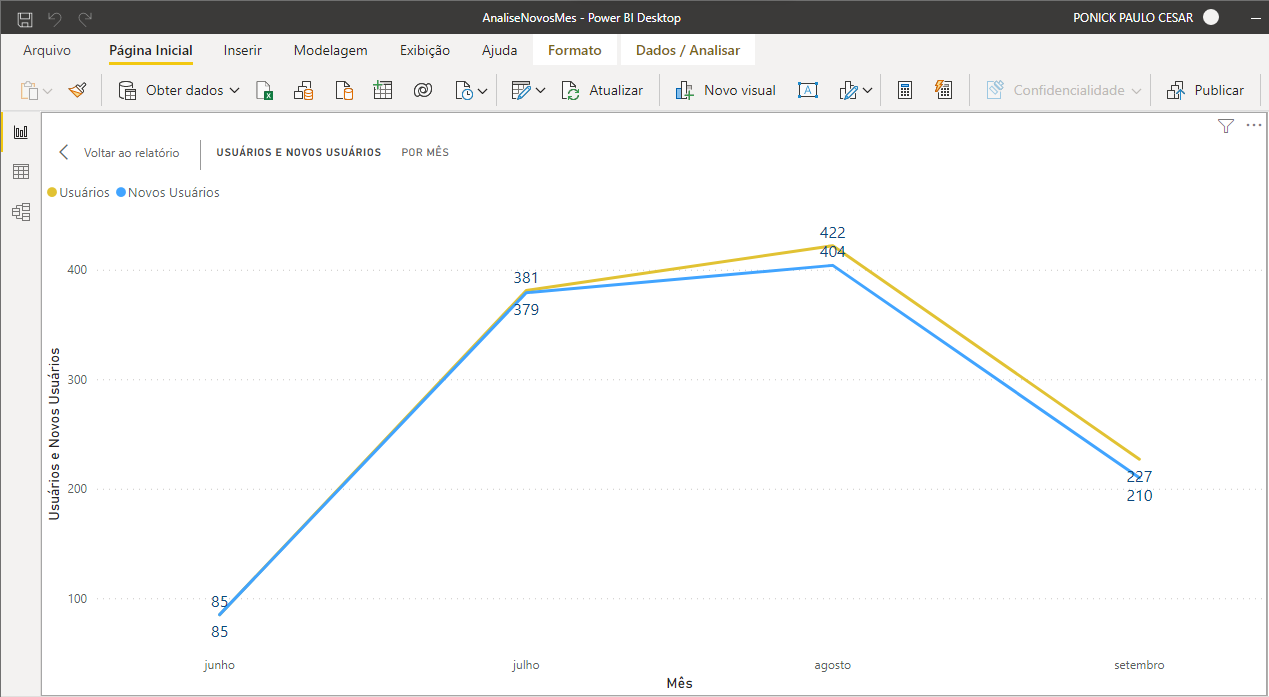 AnaliseNovosMes - Power BI Desktop
PONICK PAULO CESAR
Arquivo
Página Inicial
Inserir
Modelagem
Exibição
Ajuda
Formato
Dados / Analisar
Obter dados
Atualizar
Novo visual
Confidencialidade
Publicar
Voltar ao relatório
USUÁRIOS E NOVOS USUÁRIOS
POR MÊS
Usuários
Novos Usuários
Usuários e Novos Usuários
400
300
200
100
422
404
381
379
227
210
85
85
junho
julho
agosto
setembro
Mês